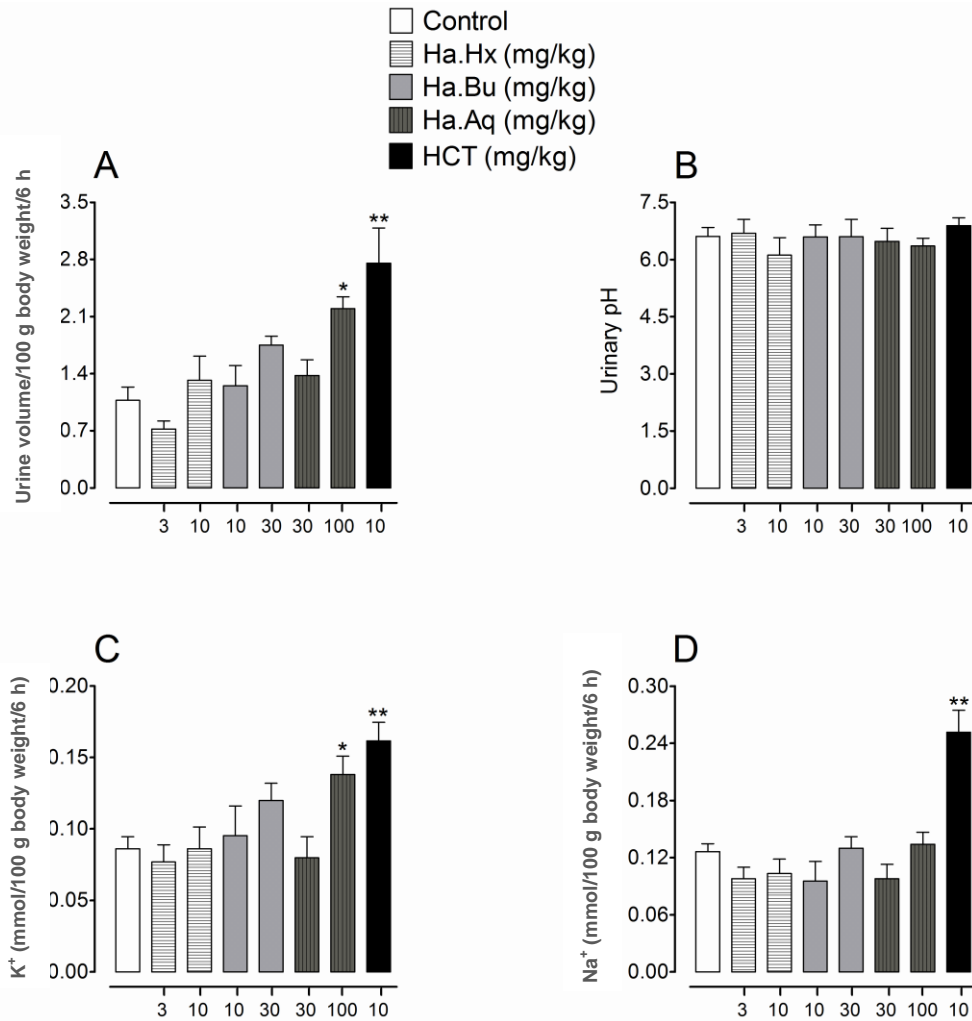 Control
Ha.Hx (mg/kg)
Ha.Bu (mg/kg)
Ha.Aq (mg/kg)
HCT (mg/kg)
A
Urine volume/100 g body weight/6 h
3.5
2.8
2.1
1.4
0.7
0.0
*
**
3 10 10 30 30 100 10
B
Urinary pH
7.5
6.0
4.5
3.0
1.5
0.0
3 10 10 30 30 100 10
C
K⁺ (mmol/100 g body weight/6 h)
0.20
0.15
0.10
0.05
0.00
*
**
3 10 10 30 30 100 10
D
Na⁺ (mmol/100 g body weight/6 h)
0.30
0.24
0.18
0.12
0.06
0.00
**
3 10 10 30 30 100 10